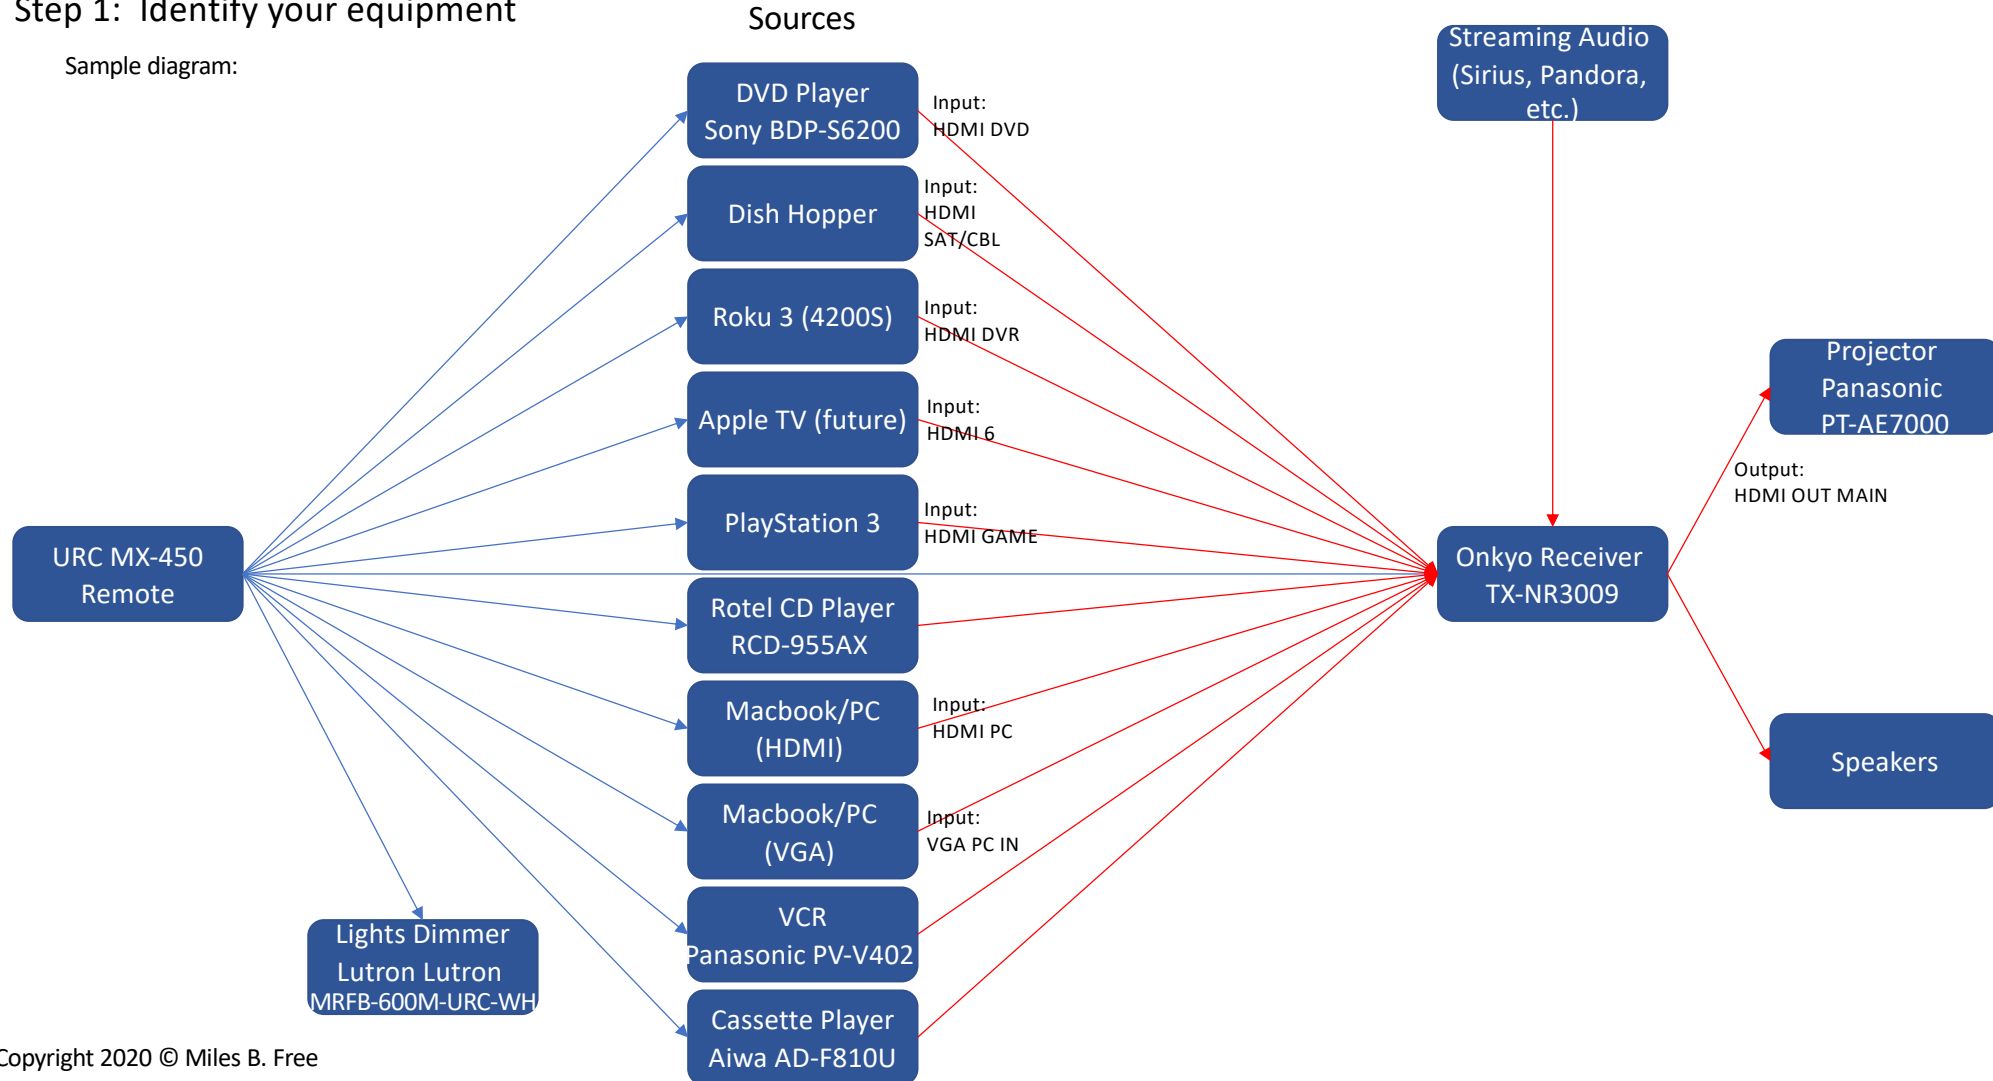 Step 1:  Identify your equipment
Sample diagram:
Sources
DVD Player
Sony BDP-S6200
Input:
HDMI DVD
Dish Hopper
Input:
HDMI
SAT/CBL
Roku 3 (4200S)
Input:
HDMI DVR
Apple TV (future)
Input:
HDMI 6
PlayStation 3
Input:
HDMI GAME
URC MX-450
Remote
Rotel CD Player
RCD-955AX
Macbook/PC
(HDMI)
Input:
HDMI PC
Macbook/PC
(VGA)
Input:
VGA PC IN
VCR
Panasonic PV-V402
Cassette Player
Aiwa AD-F810U
Lights Dimmer
Lutron Lutron
MRFB-600M-URC-WH
Streaming Audio
(Sirius, Pandora,
etc.)
Onkyo Receiver
TX-NR3009
Projector
Panasonic
PT-AE7000
Output:
HDMI OUT MAIN
Speakers
Copyright 2020 © Miles B. Free